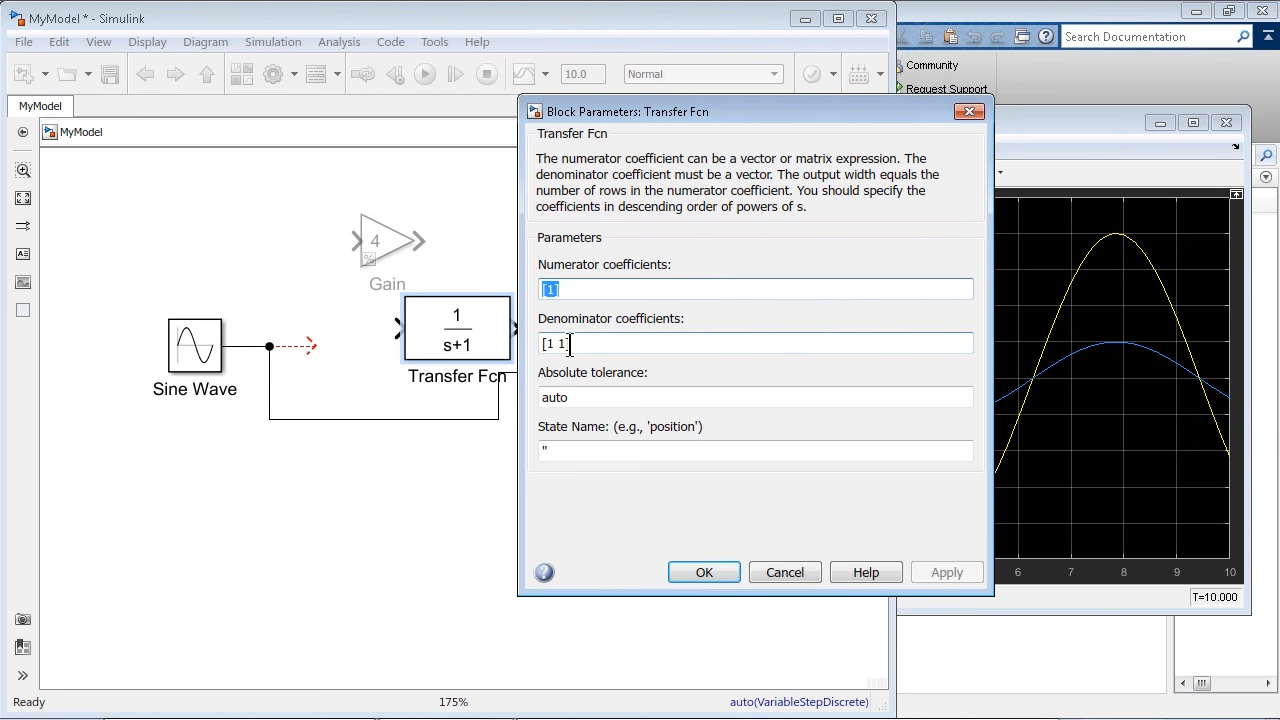 MyModel * - Simulink
File Edit View Display Diagram Simulation Analysis Code Tools Help
10.0 Normal
MyModel
MyModel
Search Documentation
Community
Request Support
Block Parameters: Transfer Fcn
Transfer Fcn
The numerator coefficient can be a vector or matrix expression. The
denominator coefficient must be a vector. The output width equals the
number of rows in the numerator coefficient. You should specify the
coefficients in descending order of powers of s.
Parameters
Numerator coefficients:
[1]
Denominator coefficients:
[1 1]
Absolute tolerance:
auto
State Name: (e.g., 'position')
''
OK Cancel Help Apply
4
%
Gain
1
s+1
Transfer Fcn
Sine Wave
6 7 8 9 10
T=10.000
Ready 175% auto(VariableStepDiscrete)